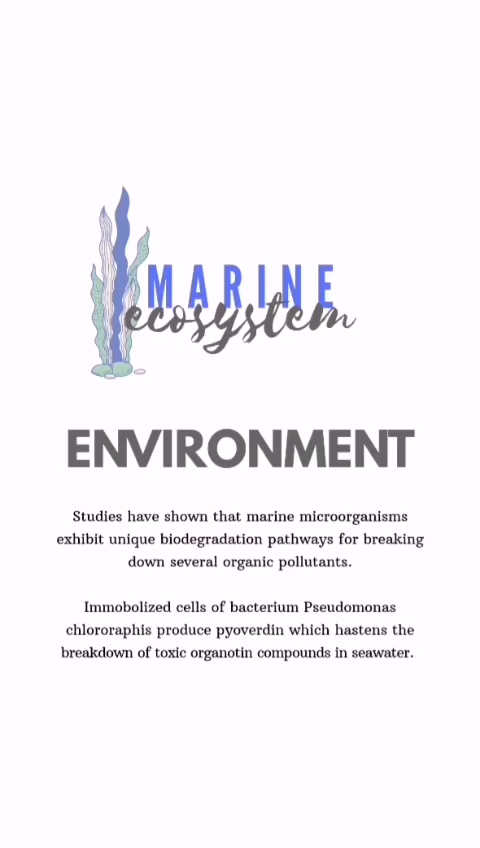 MARINE
ecosystem
ENVIRONMENT
Studies have shown that marine microorganisms
exhibit unique biodegradation pathways for breaking
down several organic pollutants.
Immobolized cells of bacterium Pseudomonas
chlororaphis produce pyoverdin which hastens the
breakdown of toxic organotin compounds in seawater.